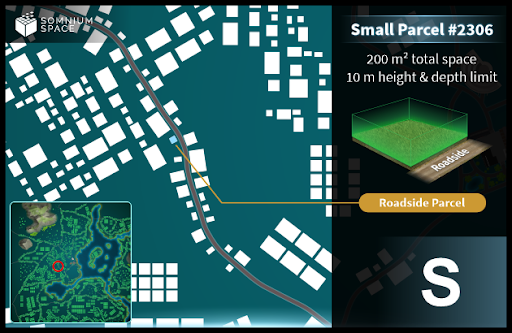 SOMNIUM
SPACE
Small Parcel #2306
200 m² total space
10 m height & depth limit
Roadside
Roadside Parcel
S